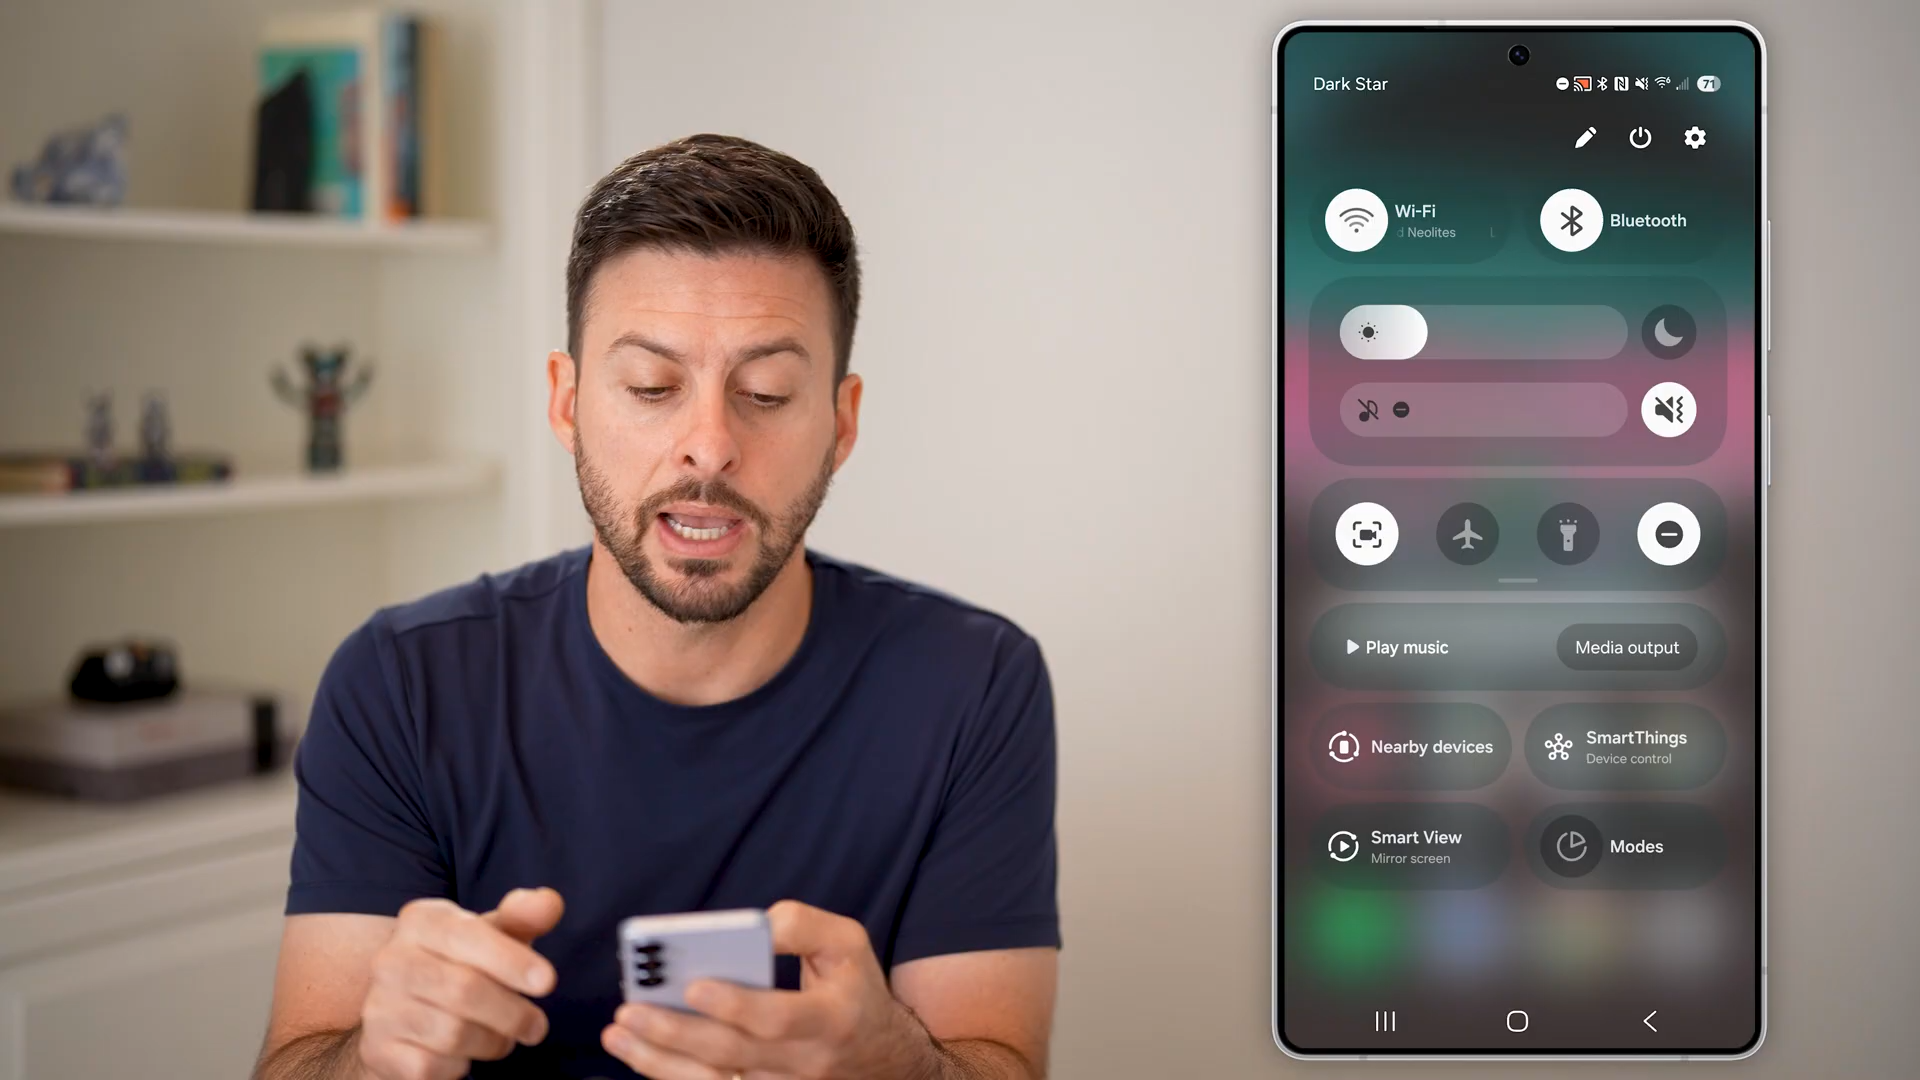 Dark Star
71
Wi-Fi
d Neolites L
Bluetooth
Play music
Media output
Nearby devices
SmartThings
Device control
Smart View
Mirror screen
Modes